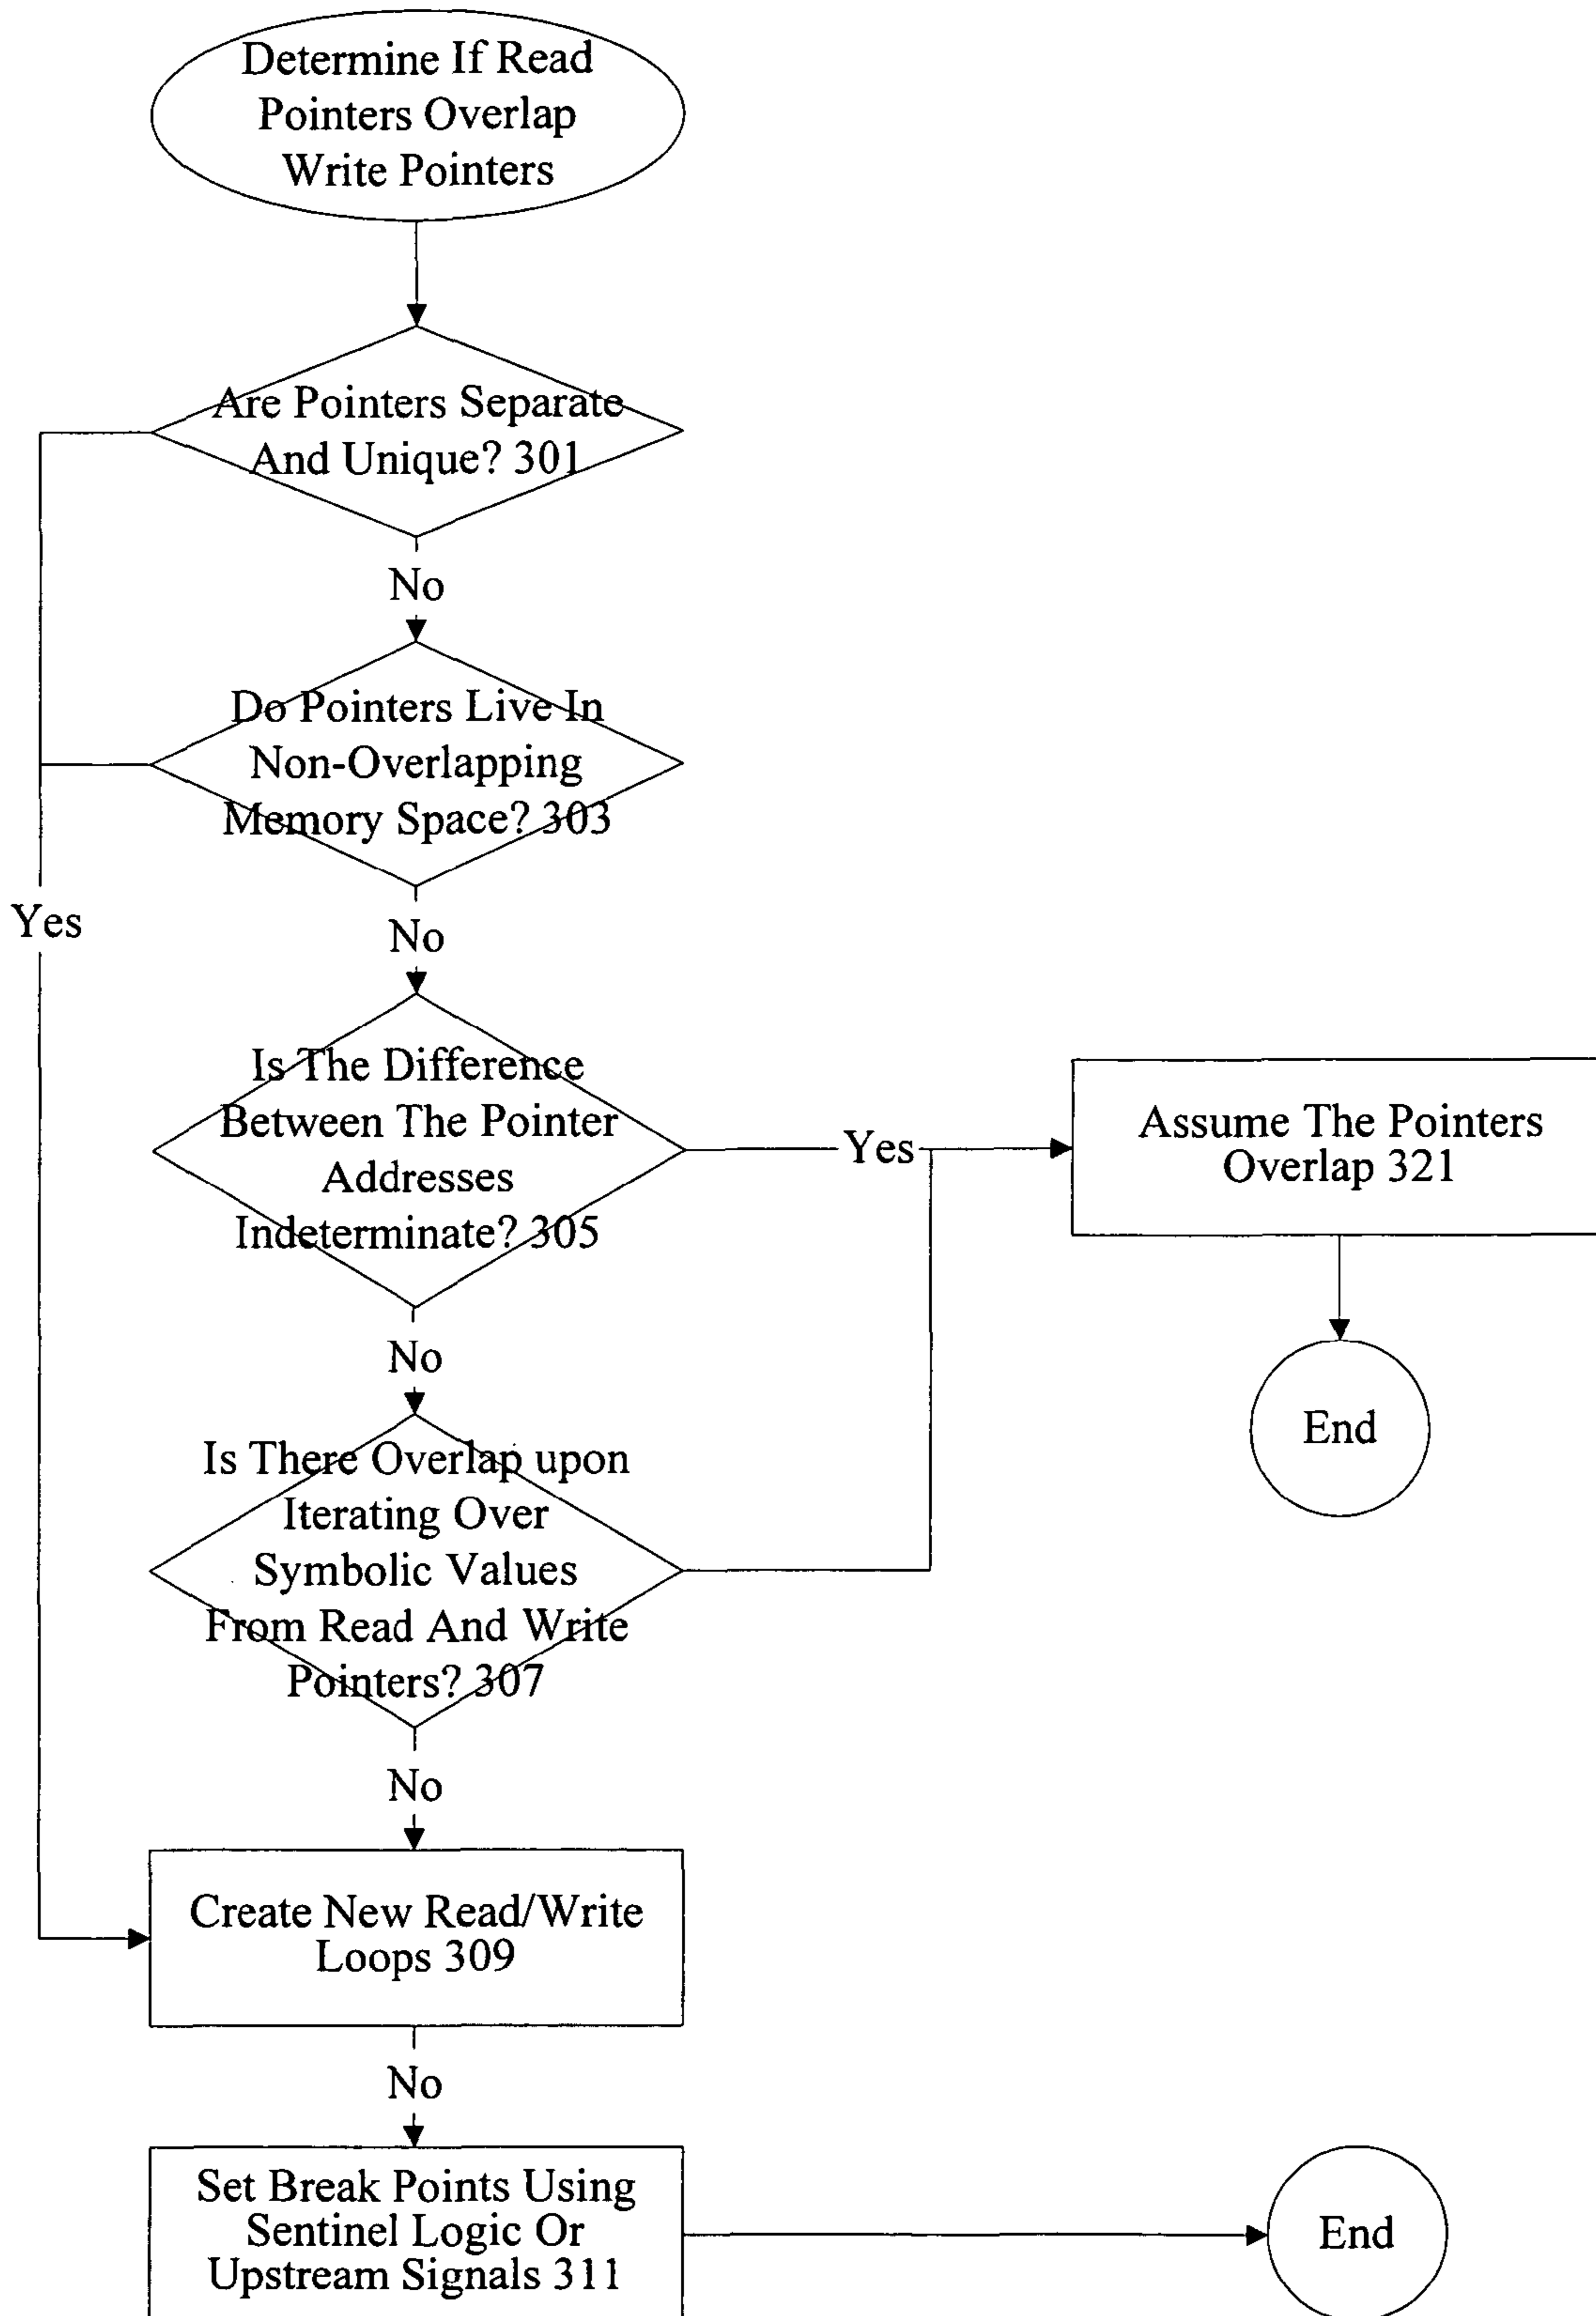 Determine If Read
Pointers Overlap
Write Pointers
Are Pointers Separate
And Unique? 301
No
Do Pointers Live In
Non-Overlapping
Memory Space? 303
Yes
No
Is The Difference
Between The Pointer
Addresses
Indeterminate? 305
Yes
Assume The Pointers
Overlap 321
No
End
Is There Overlap upon
Iterating Over
Symbolic Values
From Read And Write
Pointers? 307
No
Create New Read/Write
Loops 309
No
Set Break Points Using
Sentinel Logic Or
Upstream Signals 311
End